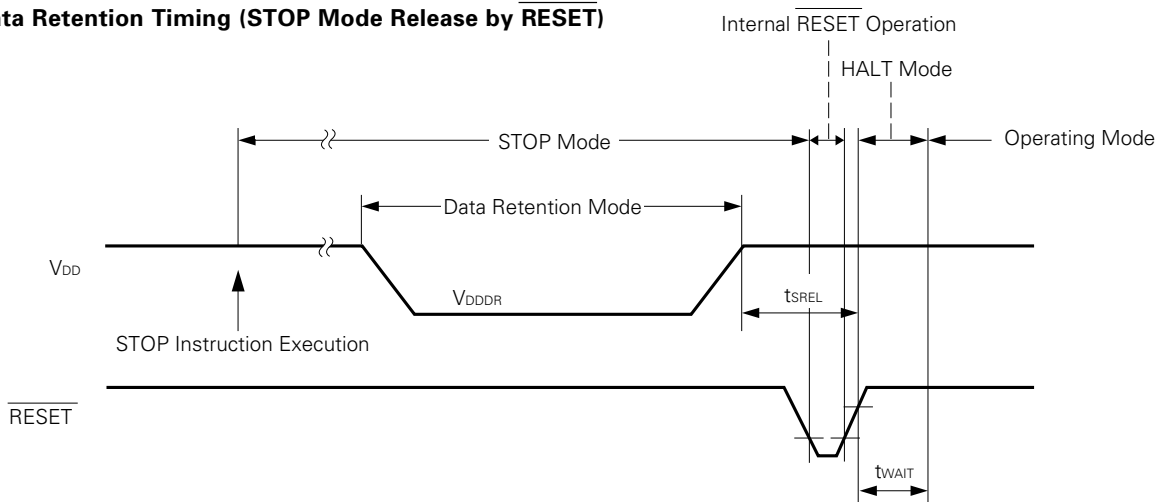 ta Retention Timing (STOP Mode Release by RESET)
Internal RESET Operation
HALT Mode
STOP Mode
Operating Mode
Data Retention Mode
VDD
VDDDR
tSREL
STOP Instruction Execution
RESET
tWAIT